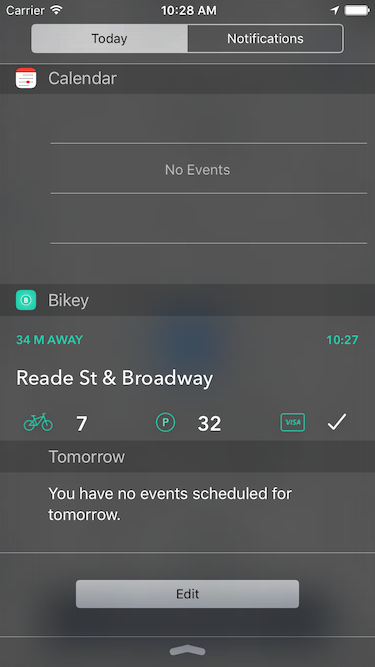 Carrier 10:28 AM
Today Notifications
Calendar
No Events
B Bikey
34 M AWAY 10:27
Reade St & Broadway
7 P 32 VISA
Tomorrow
You have no events scheduled for
tomorrow.
Edit